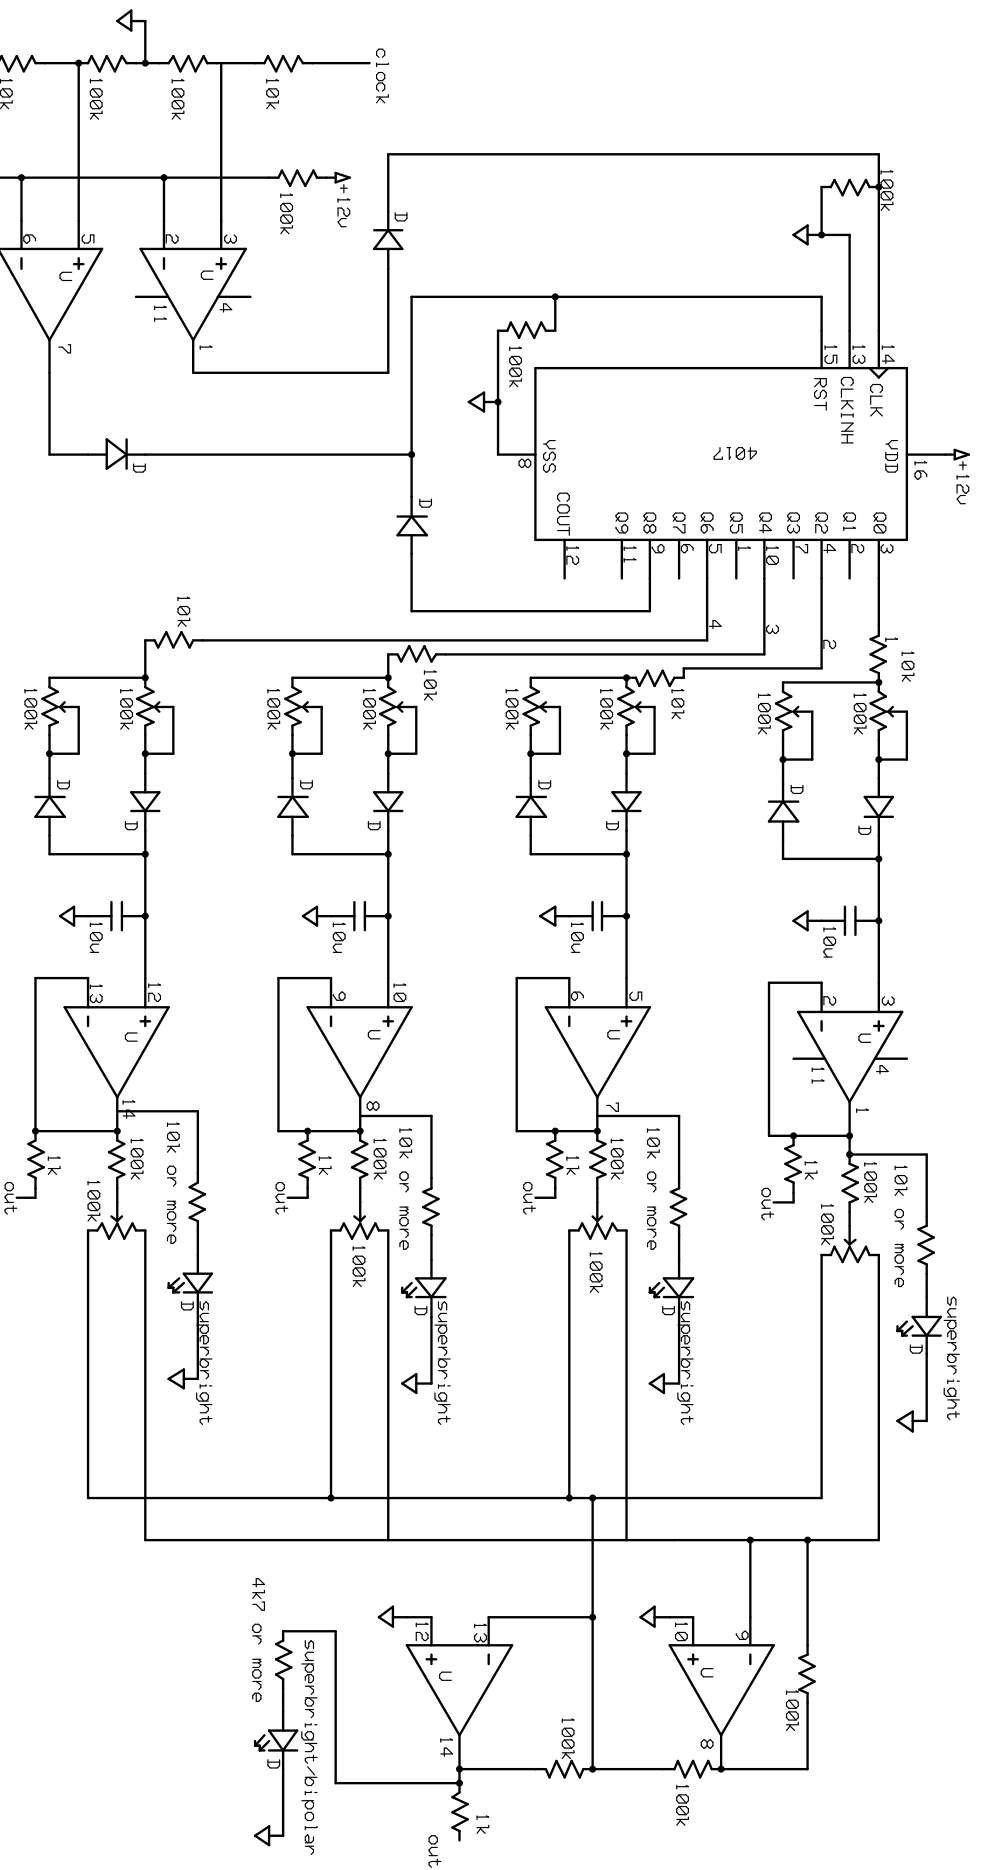 clock
10k
100k
100k
10k
+12v
100k
3
2
+
-
U
4
11
1
5
6
+
-
U
7
D
D
D
100k
100k
14
13
15
CLK
CLKINH
RST
VDD
16
+12v
4017
VSS
8
Q0
Q1
Q2
Q3
Q4
Q5
Q6
Q7
Q8
Q9
COUT
3
2
4
7
10
1
5
6
9
11
12
1
2
3
4
10k
100k
100k
D
D
10u
3
2
+
-
U
4
11
1
1k
out
100k
100k
10k or more
superbright
D
10k
100k
100k
D
D
10u
5
6
+
-
U
7
1k
out
100k
100k
10k or more
superbright
D
10k
100k
100k
D
D
10u
10
9
+
-
U
8
1k
out
100k
100k
10k or more
superbright
D
10k
100k
100k
D
D
10u
12
13
+
-
U
14
1k
out
100k
100k
10k or more
superbright
D
9
10
-
+
U
8
100k
100k
13
12
-
+
U
14
100k
1k
out
4k7 or more
superbright/bipolar
D